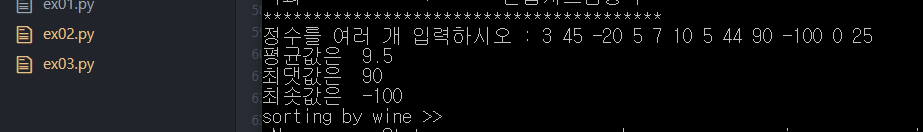 ex01.py
ex02.py
ex03.py
****************************************
정수를 여러 개 입력하시오 : 3 45 -20 5 7 10 5 44 90 -100 0 25
평균값은  9.5
최댓값은  90
최솟값은  -100
sorting by wine >>